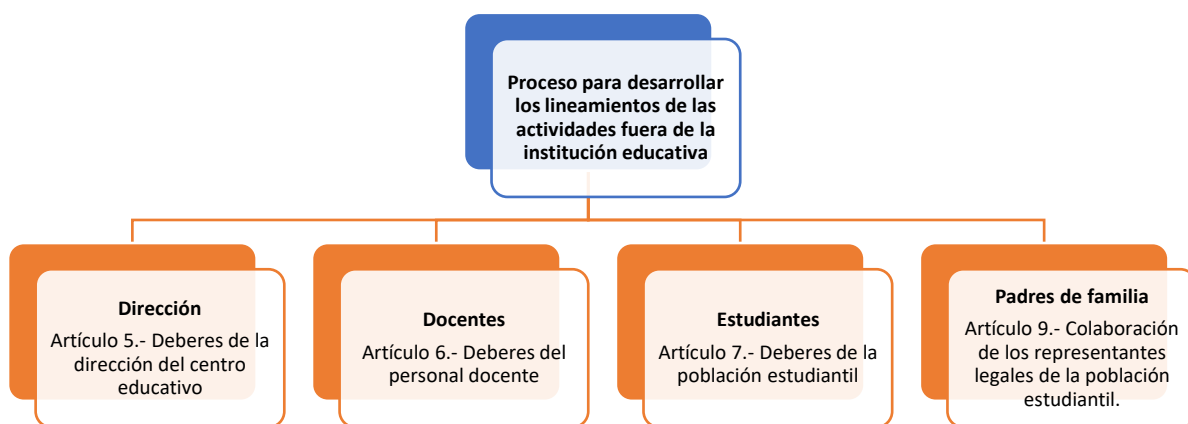 Proceso para desarrollar
los lineamientos de las
actividades fuera de la
institución educativa
Dirección
Artículo 5.- Deberes de la
dirección del centro
educativo
Docentes
Artículo 6.- Deberes del
personal docente
Estudiantes
Artículo 7.- Deberes de la
población estudiantil
Padres de familia
Artículo 9.- Colaboración
de los representantes
legales de la población
estudiantil.